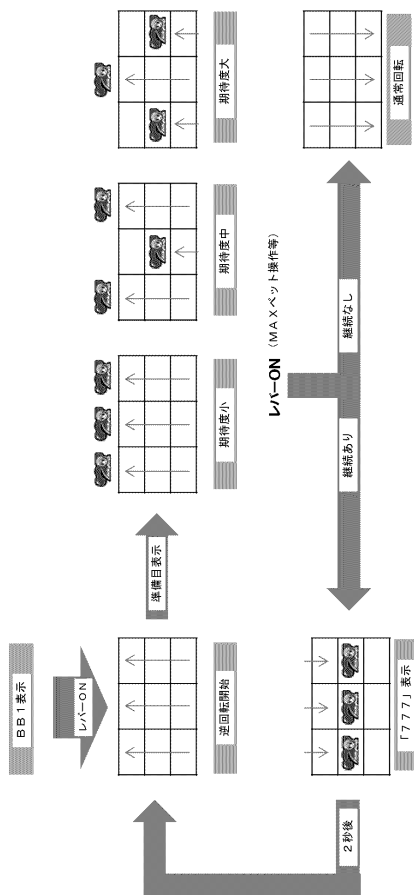 BB1表示
レバーON
逆回転開始
準備目表示
期待度小
期待度中
期待度大
レバーON (MAXベット操作等)
継続あり
継続なし
「777」表示
通常回転
2秒後